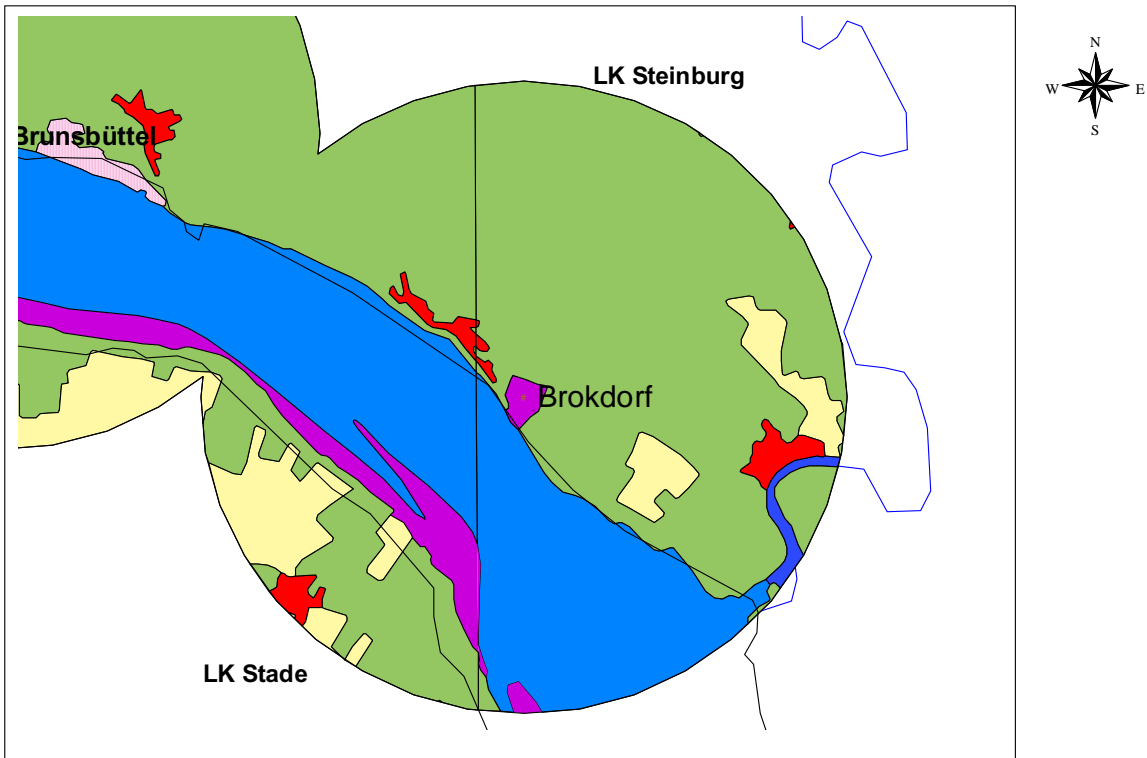 LK Steinburg
N
W
E
S
Brunsbüttel
Brokdorf
LK Stade